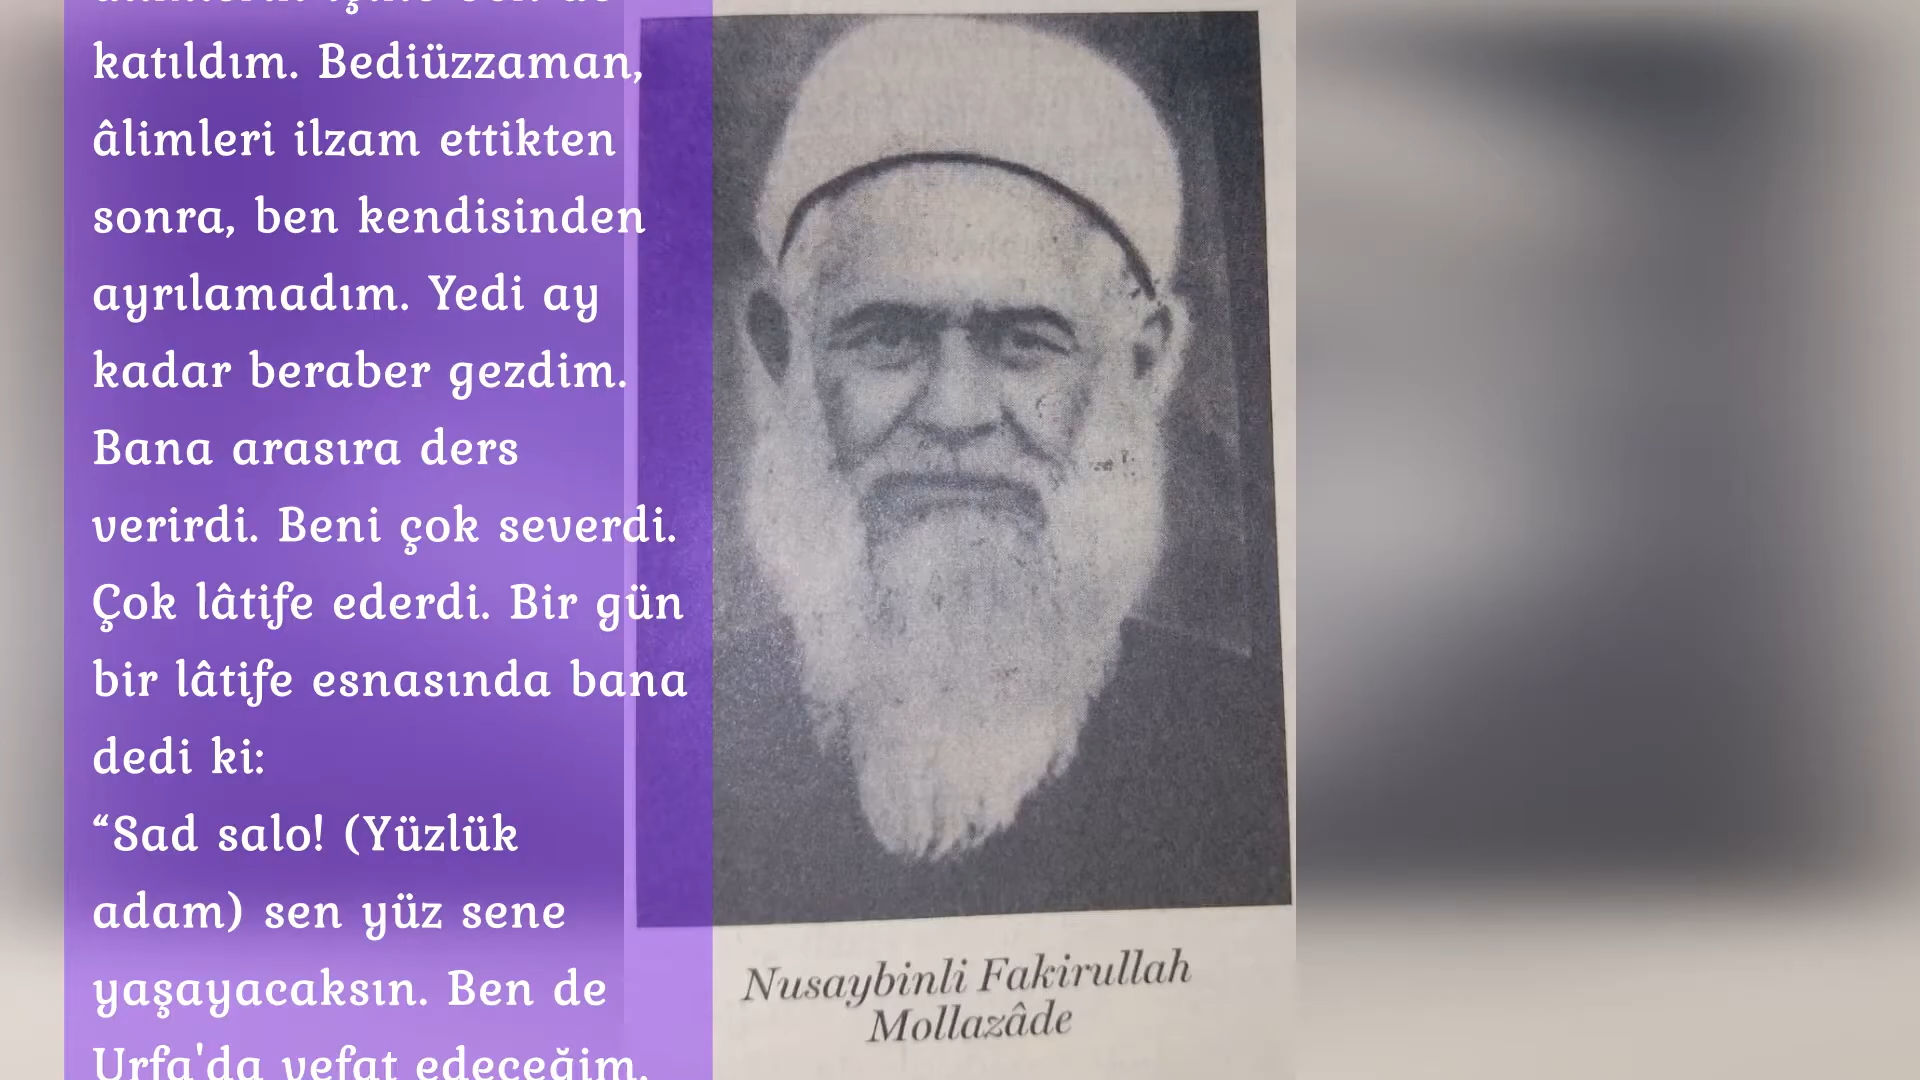 katıldım. Bediüzzaman,
âlimleri ilzam ettikten
sonra, ben kendisinden
ayrılamadım. Yedi ay
kadar beraber gezdim.
Bana arasıra ders
verirdi. Beni çok severdi.
Çok lâtife ederdi. Bir gün
bir lâtife esnasında bana
dedi ki:
“Sad salo! (Yüzlük
adam) sen yüz sene
yaşayacaksın. Ben de
Urfa'da vefat edeceğim.
Nusaybinli Fakirullah
Mollazâde